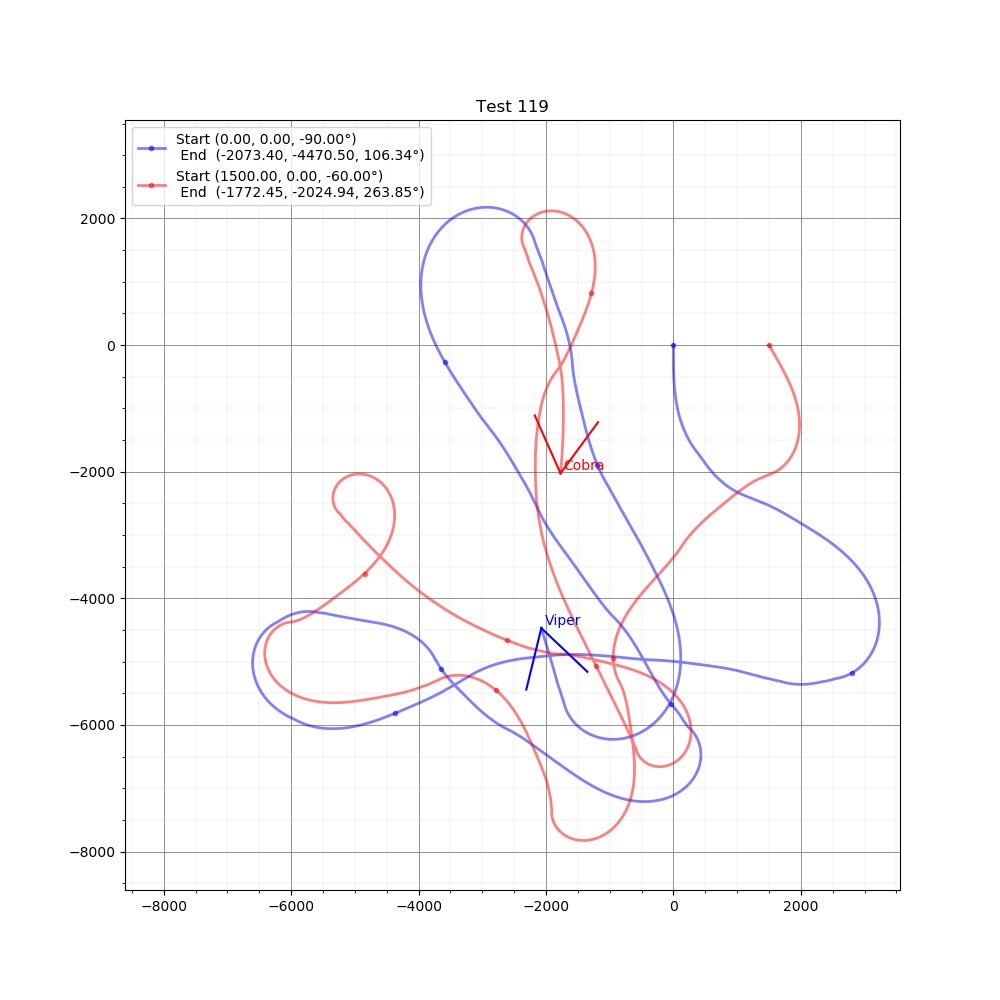 Test 119
Start (0.00, 0.00, -90.00°)
End (-2073.40, -4470.50, 106.34°)
Start (1500.00, 0.00, -60.00°)
End (-1772.45, -2024.94, 263.85°)
2000
0
−2000
−4000
−6000
−8000
Cobra
Viper
−8000 −6000 −4000 −2000 0 2000